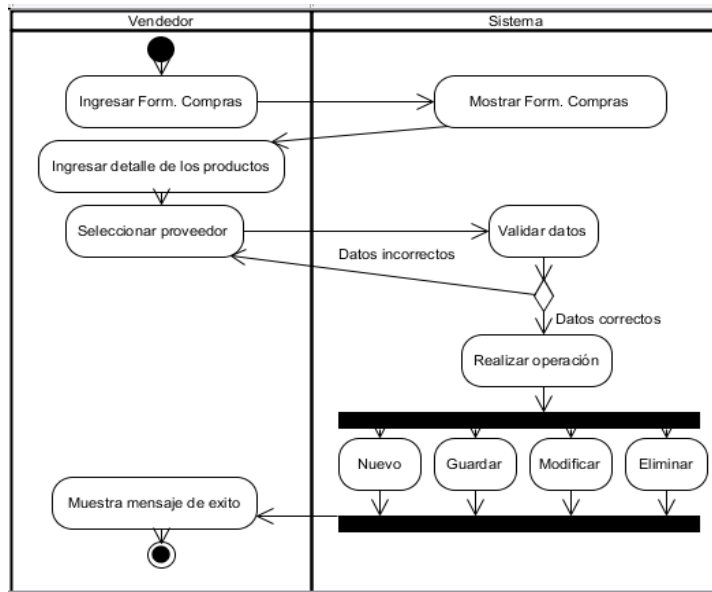 Vendedor
Sistema
Ingresar Form. Compras
Mostrar Form. Compras
Ingresar detalle de los productos
Seleccionar proveedor
Validar datos
Datos incorrectos
Datos correctos
Realizar operación
Nuevo
Guardar
Modificar
Eliminar
Muestra mensaje de exito